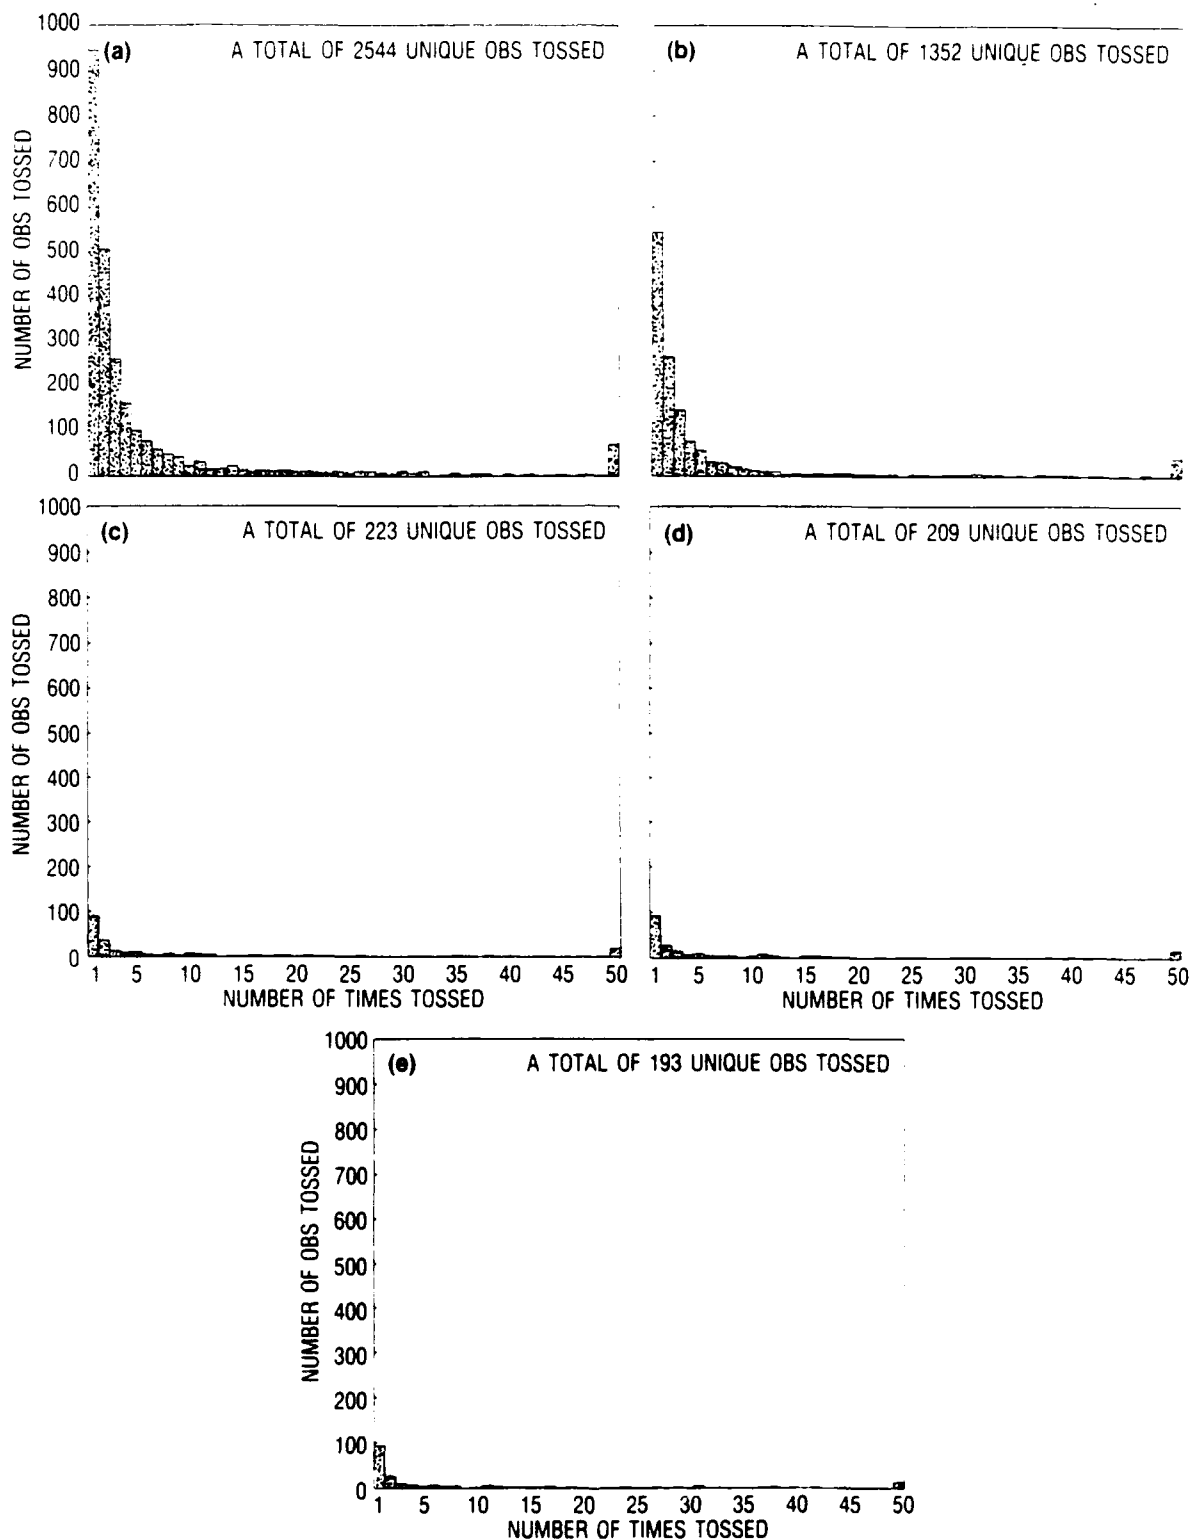 (a) A TOTAL OF 2544 UNIQUE OBS TOSSED
1000
900
800
700
600
500
400
300
200
100
0
NUMBER OF OBS TOSSED
(b) A TOTAL OF 1352 UNIQUE OBS TOSSED
(c) A TOTAL OF 223 UNIQUE OBS TOSSED
1000
900
800
700
600
500
400
300
200
100
0
NUMBER OF OBS TOSSED
1 5 10 15 20 25 30 35 40 45 50
NUMBER OF TIMES TOSSED
(d) A TOTAL OF 209 UNIQUE OBS TOSSED
1 5 10 15 20 25 30 35 40 45 50
NUMBER OF TIMES TOSSED
(e) A TOTAL OF 193 UNIQUE OBS TOSSED
1000
900
800
700
600
500
400
300
200
100
0
NUMBER OF OBS TOSSED
1 5 10 15 20 25 30 35 40 45 50
NUMBER OF TIMES TOSSED